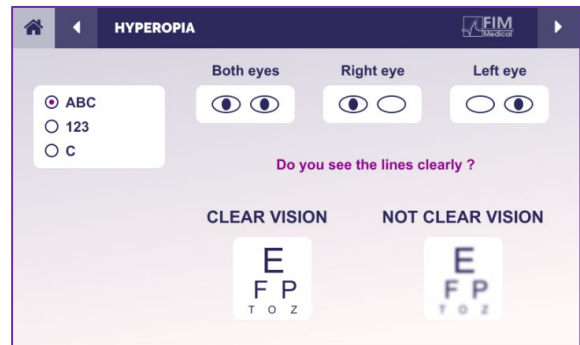 HYPEROPIA
FIM
Medical
Both eyes
Right eye
Left eye
ABC
123
C
Do you see the lines clearly ?
CLEAR VISION
NOT CLEAR VISION
E
F P
T O Z
E
F P
T O Z